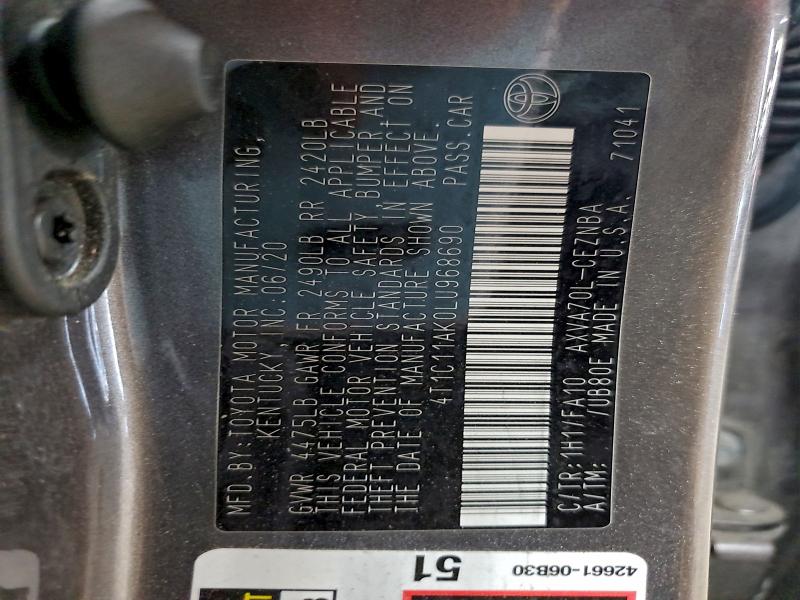 MFD. BY: TOYOTA MOTOR MANUFACTURING,
KENTUCKY, INC. 06/20
GVWR 4475LB GAWR FR 2490LB RR 2420LB
THIS VEHICLE CONFORMS TO ALL APPLICABLE
FEDERAL MOTOR VEHICLE SAFETY BUMPER, AND
THEFT PREVENTION STANDARDS IN EFFECT ON
THE DATE OF MANUFACTURE SHOWN ABOVE.
4T1C11AK0LU968690 PASS.CAR
C/TR: 1H1/FA10 AXVA70L-CEZNBA
A/TM: /UB80E MADE IN U.S.A. 71041
51
42661-06B30